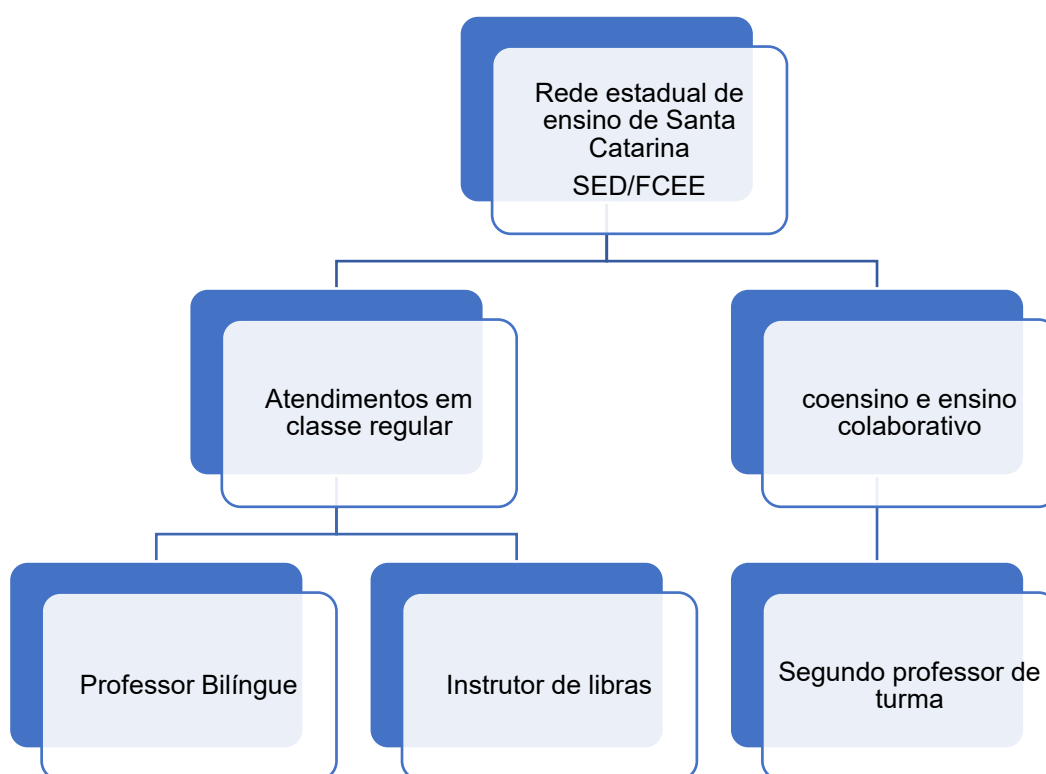 Rede estadual de
ensino de Santa
Catarina
SED/FCEE
Atendimentos em
classe regular
coensino e ensino
colaborativo
Professor Bilíngue
Instrutor de libras
Segundo professor de
turma